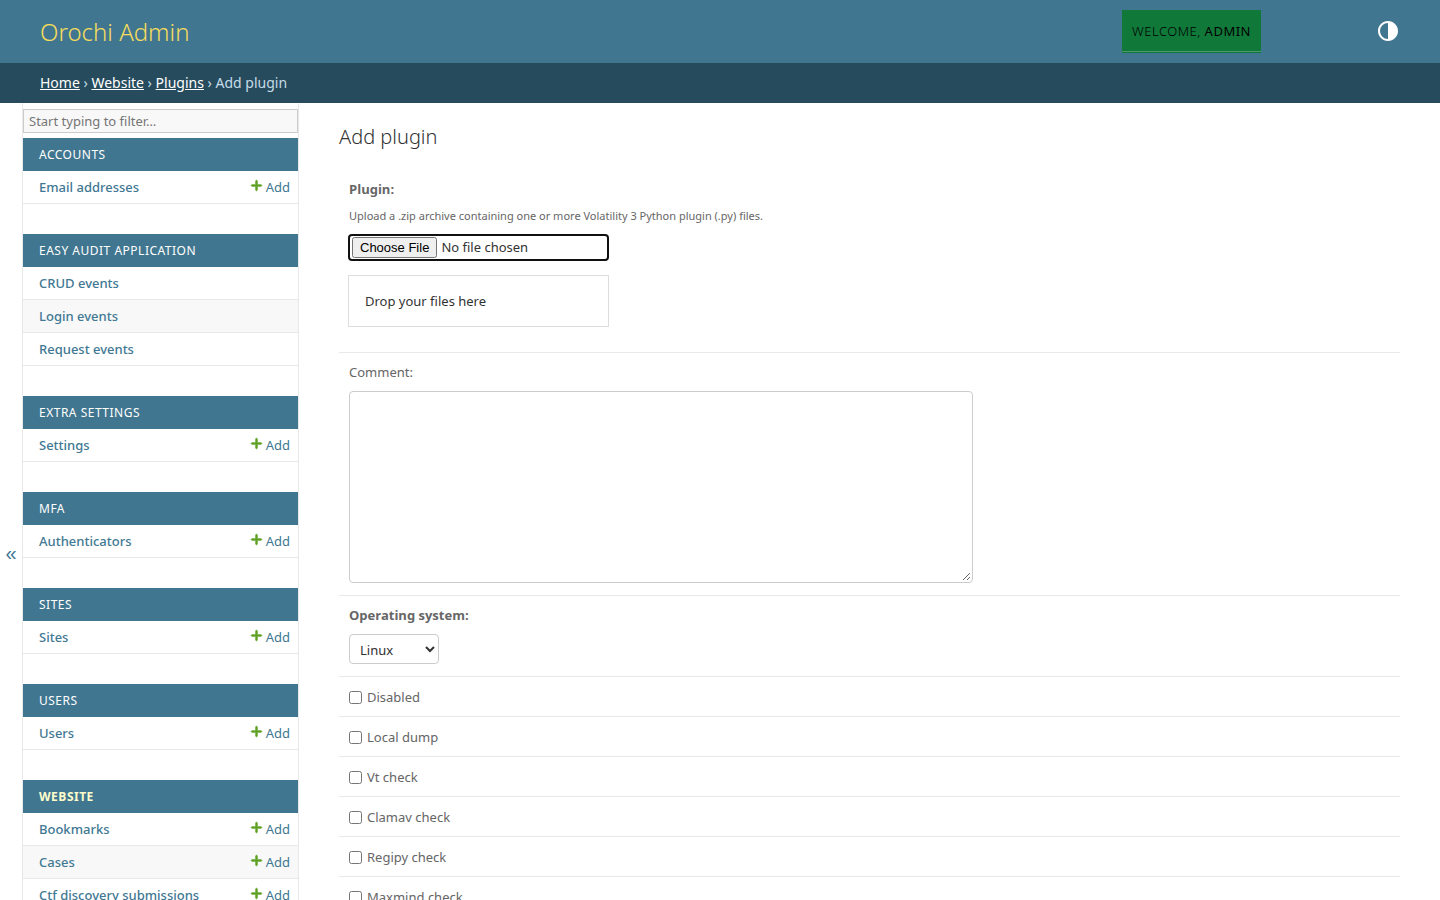 Orochi Admin
WELCOME, ADMIN
Home › Website › Plugins › Add plugin
Start typing to filter...
ACCOUNTS
Email addresses
Add
EASY AUDIT APPLICATION
CRUD events
Login events
Request events
EXTRA SETTINGS
Settings
Add
MFA
Authenticators
Add
«
SITES
Sites
Add
USERS
Users
Add
WEBSITE
Bookmarks
Add
Cases
Add
Ctf discovery submissions
Add
Add plugin
Plugin:
Upload a .zip archive containing one or more Volatility 3 Python plugin (.py) files.
Choose File No file chosen
Drop your files here
Comment:
Operating system:
Linux
Disabled
Local dump
Vt check
Clamav check
Regipy check
Maxmind check